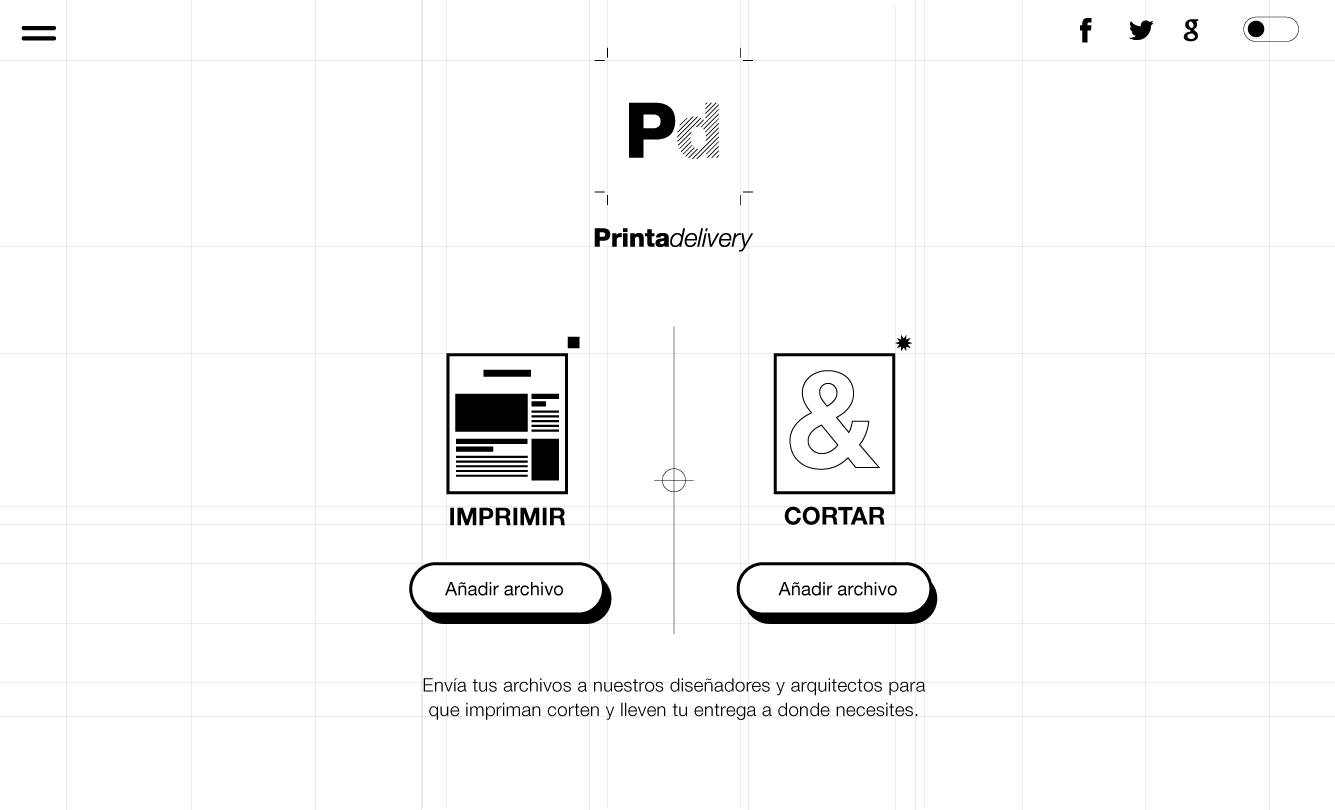 Pd
Printadelivery
IMPRIMIR
CORTAR
&
Añadir archivo
Añadir archivo
Envía tus archivos a nuestros diseñadores y arquitectos para
que impriman corten y lleven tu entrega a donde necesites.